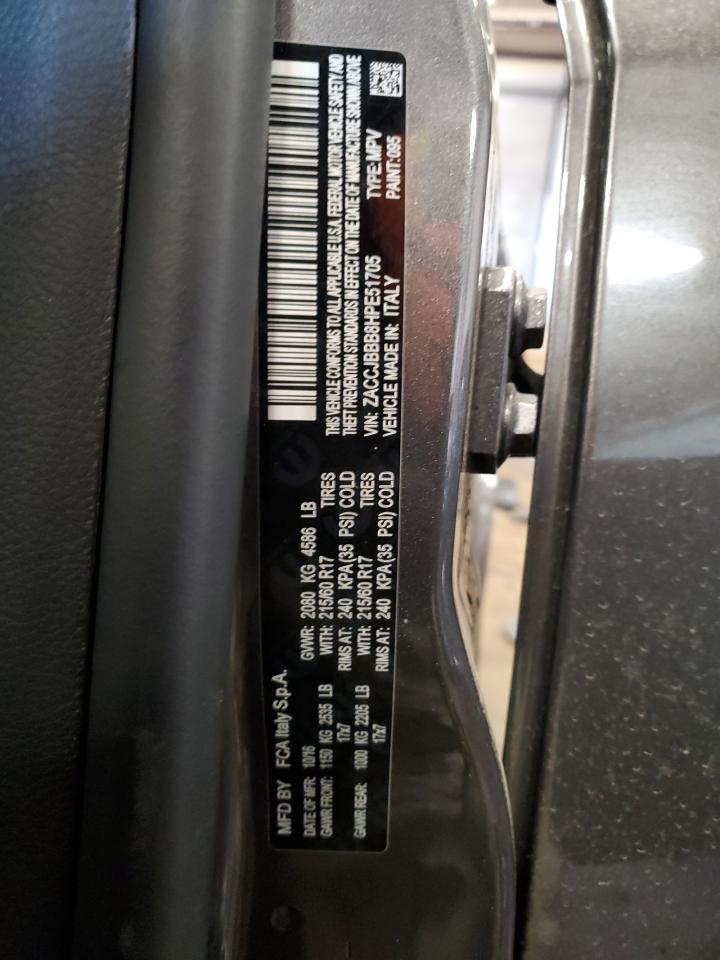 MFD BY FCA Italy S.p.A.
DATE OF MFR: 10/16 GVWR: 2080 KG 4586 LB
GAWR FRONT: 1150 KG 2535 LB WITH: 215/60 R17 TIRES
17x7 RIMS AT: 240 KPA(35 PSI) COLD
GAWR REAR: 1000 KG 2205 LB WITH: 215/60 R17 TIRES
17x7 RIMS AT: 240 KPA(35 PSI) COLD
THIS VEHICLE CONFORMS TO ALL APPLICABLE U.S.A. FEDERAL MOTOR VEHICLE SAFETY AND
THEFT PREVENTION STANDARDS IN EFFECT ON THE DATE OF MANUFACTURE SHOWN ABOVE
VIN: ZACCJBBB8HPE51705 TYPE: MPV
VEHICLE MADE IN: ITALY PAINT: 095